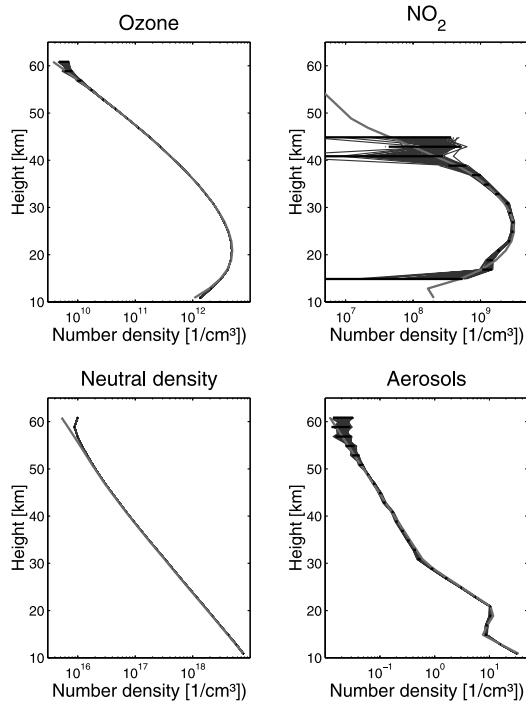 Ozone
60
50
40
30
20
10
Height [km]
10^10 10^11 10^12
Number density [1/cm³])
NO_2
60
50
40
30
20
10
Height [km]
10^7 10^8 10^9
Number density [1/cm³])
Neutral density
60
50
40
30
20
10
Height [km]
10^16 10^17 10^18
Number density [1/cm³])
Aerosols
60
50
40
30
20
10
Height [km]
10^−1 10^0 10^1
Number density [1/cm³])